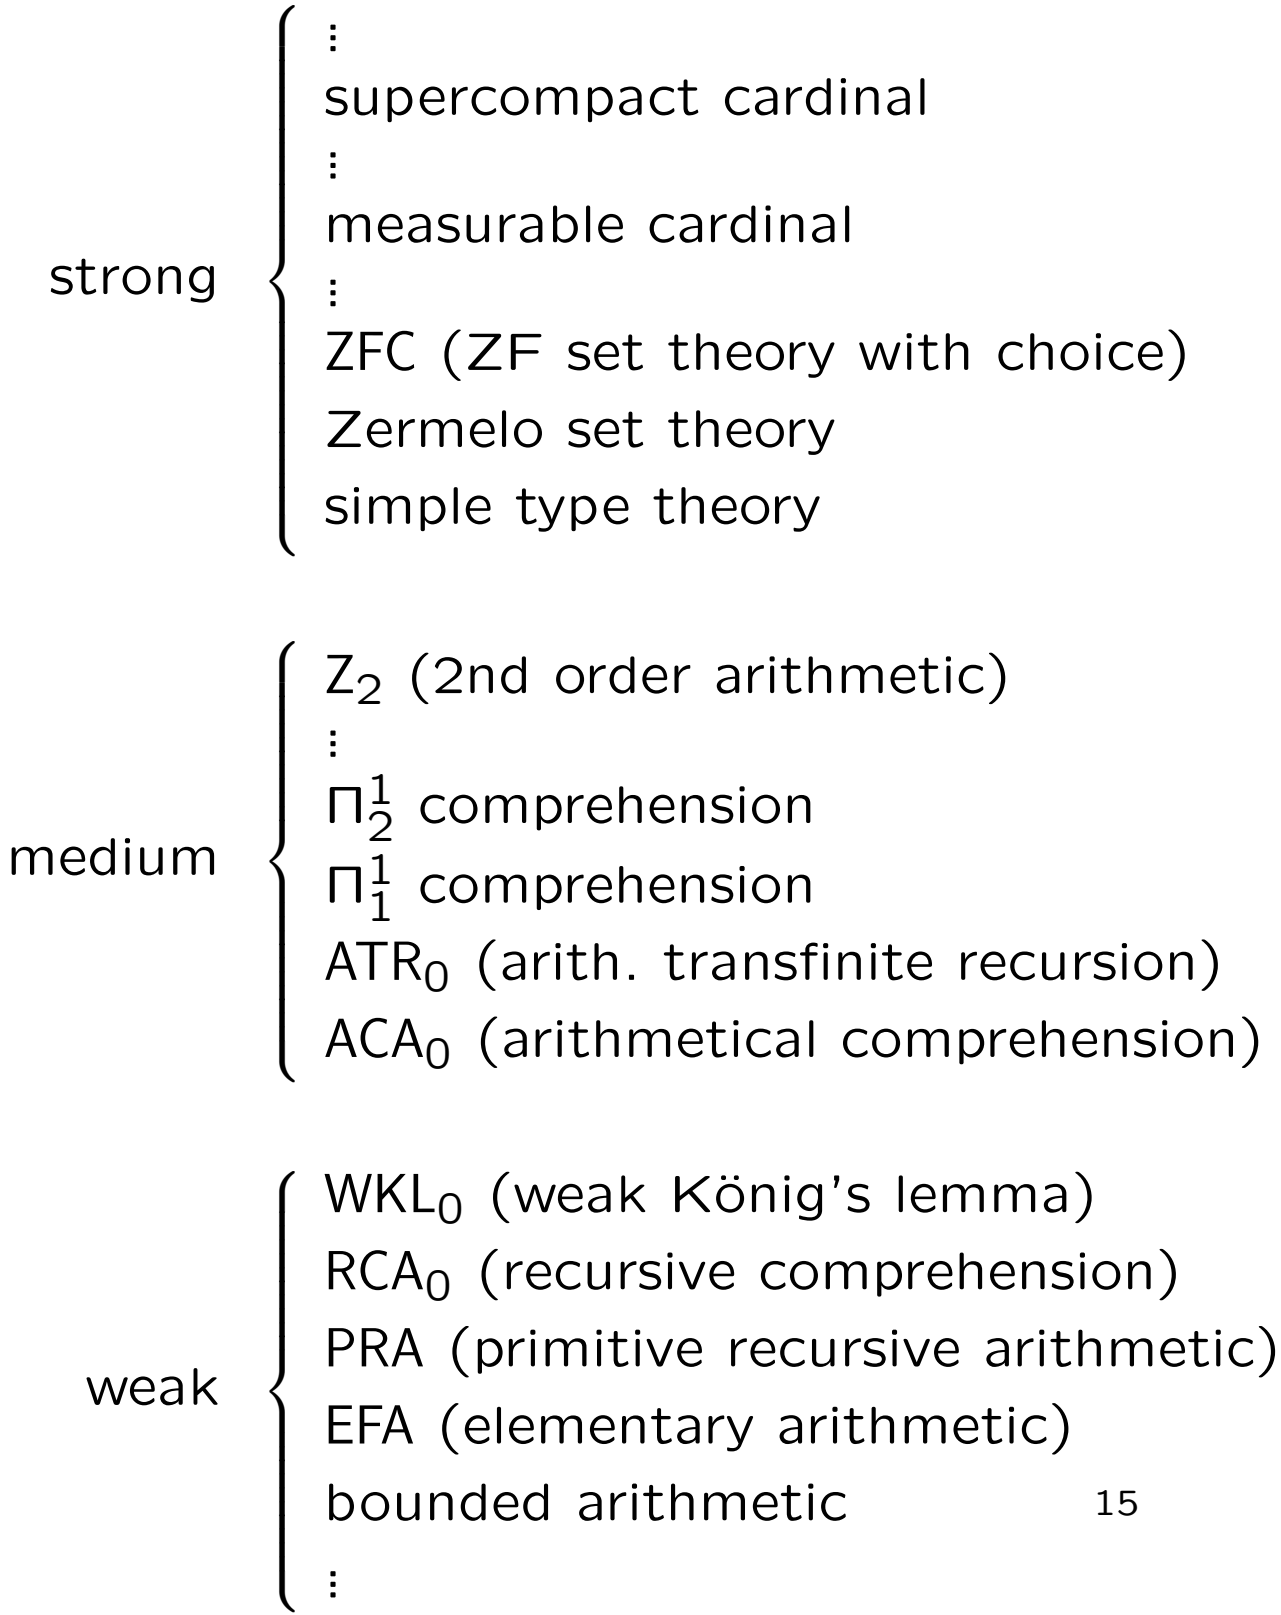 ⋮
supercompact cardinal
⋮
measurable cardinal
strong
⋮
ZFC (ZF set theory with choice)
Zermelo set theory
simple type theory
Z₂ (2nd order arithmetic)
⋮
Π¹₂ comprehension
medium
Π¹₁ comprehension
ATR₀ (arith. transfinite recursion)
ACA₀ (arithmetical comprehension)
WKL₀ (weak König's lemma)
RCA₀ (recursive comprehension)
PRA (primitive recursive arithmetic)
weak
EFA (elementary arithmetic)
bounded arithmetic 15
⋮